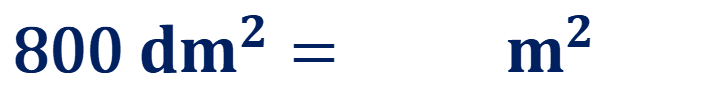 800 dm² = m²